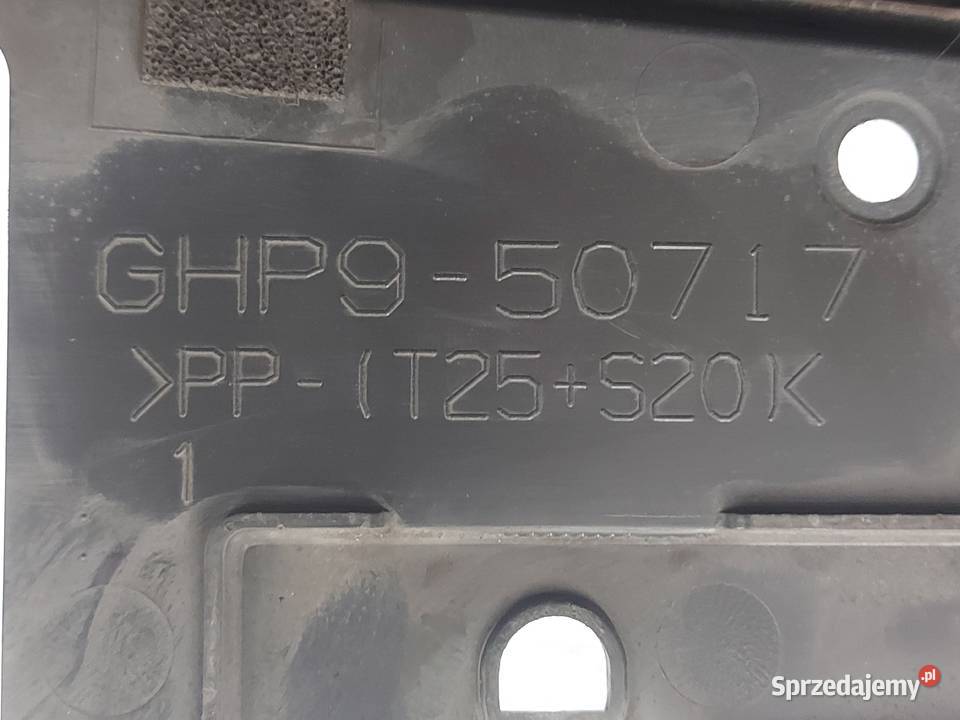 GHP9-50717
>PP-(T25+S20)<
1
Sprzedajemy.pl